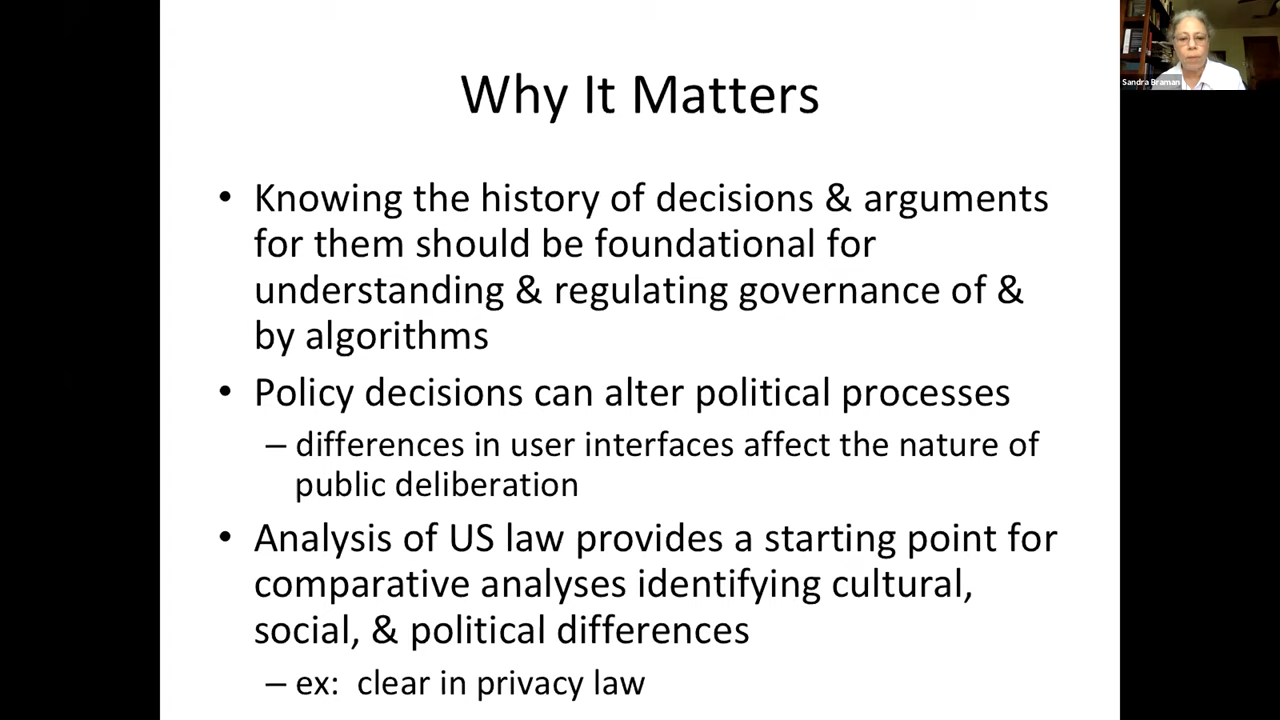 Why It Matters
Sandra Braman
• Knowing the history of decisions & arguments
for them should be foundational for
understanding & regulating governance of &
by algorithms
• Policy decisions can alter political processes
– differences in user interfaces affect the nature of
public deliberation
• Analysis of US law provides a starting point for
comparative analyses identifying cultural,
social, & political differences
– ex:  clear in privacy law